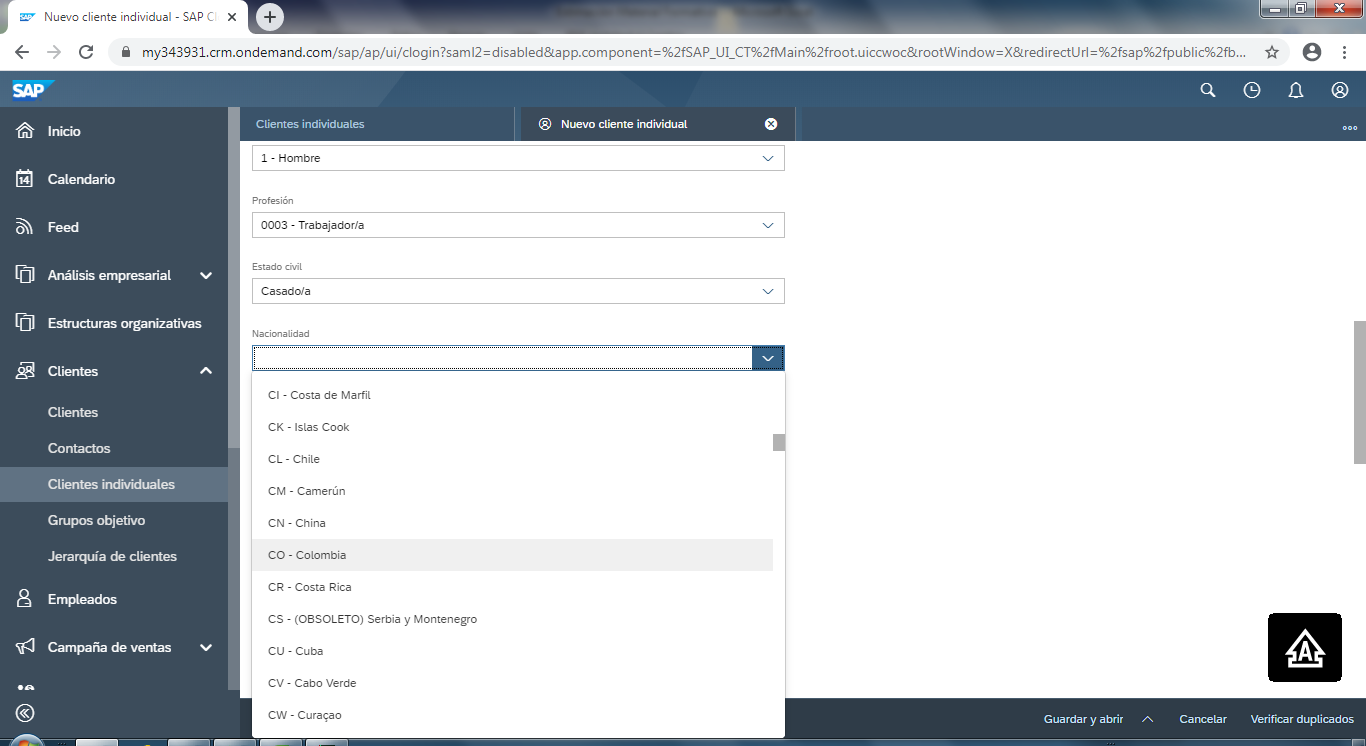 Nuevo cliente individual - SAP Cl
my343931.crm.ondemand.com/sap/ap/ui/clogin?saml2=disabled&app.component=%2fSAP_UI_CT%2fMain%2froot.uiccwoc&rootWindow=X&redirectUrl=%2fsap%2fpublic%2fb...
SAP
Inicio
Calendario
14
Feed
Análisis empresarial
Estructuras organizativas
Clientes
Clientes
Contactos
Clientes individuales
Grupos objetivo
Jerarquía de clientes
Empleados
Campaña de ventas
Clientes individuales
Nuevo cliente individual
1 - Hombre
Profesión
0003 - Trabajador/a
Estado civil
Casado/a
Nacionalidad
CI - Costa de Marfil
CK - Islas Cook
CL - Chile
CM - Camerún
CN - China
CO - Colombia
CR - Costa Rica
CS - (OBSOLETO) Serbia y Montenegro
CU - Cuba
CV - Cabo Verde
CW - Curaçao
A
Guardar y abrir
Cancelar
Verificar duplicados